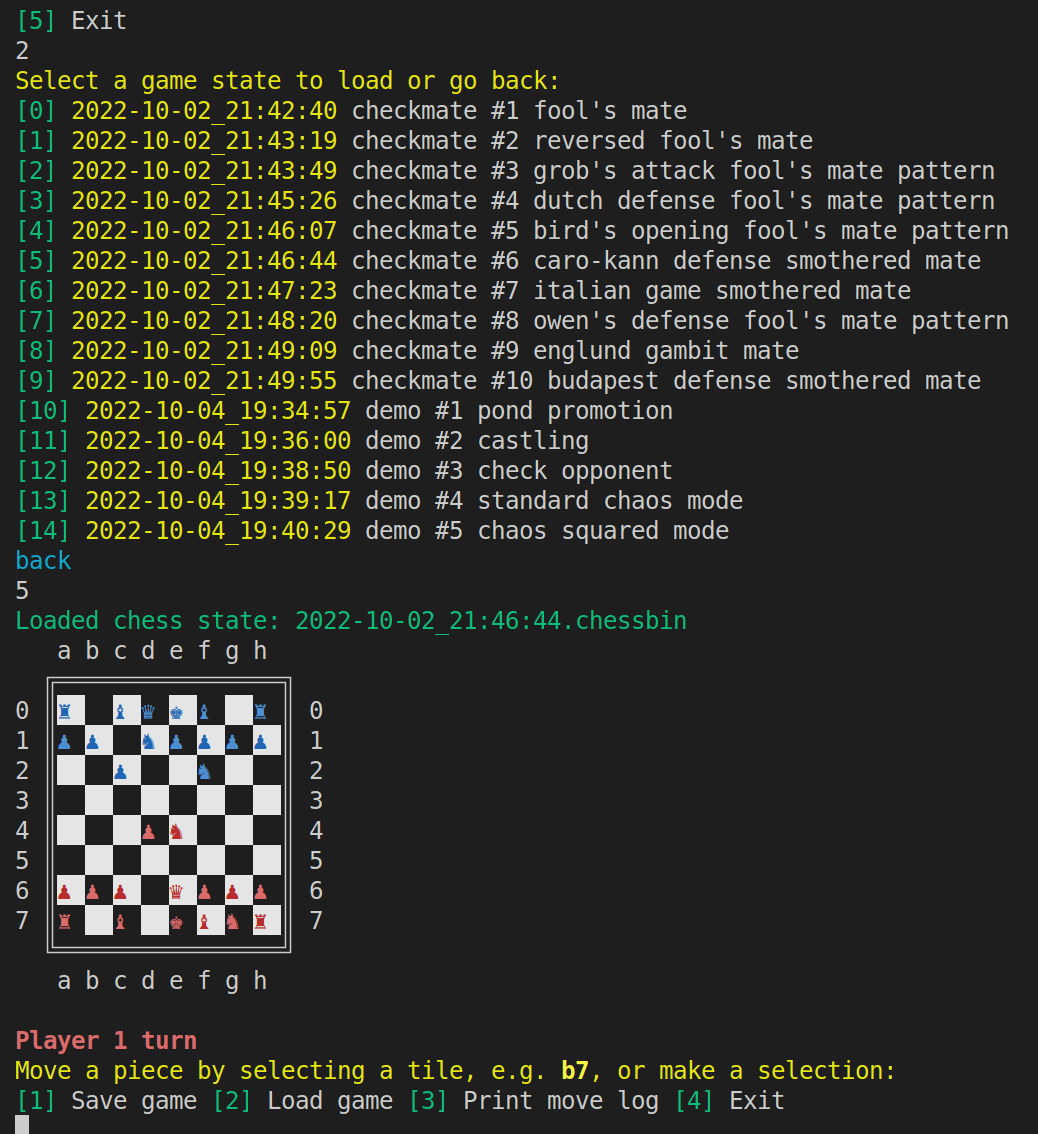 [5] Exit
2
Select a game state to load or go back:
[0] 2022-10-02_21:42:40 checkmate #1 fool's mate
[1] 2022-10-02_21:43:19 checkmate #2 reversed fool's mate
[2] 2022-10-02_21:43:49 checkmate #3 grob's attack fool's mate pattern
[3] 2022-10-02_21:45:26 checkmate #4 dutch defense fool's mate pattern
[4] 2022-10-02_21:46:07 checkmate #5 bird's opening fool's mate pattern
[5] 2022-10-02_21:46:44 checkmate #6 caro-kann defense smothered mate
[6] 2022-10-02_21:47:23 checkmate #7 italian game smothered mate
[7] 2022-10-02_21:48:20 checkmate #8 owen's defense fool's mate pattern
[8] 2022-10-02_21:49:09 checkmate #9 englund gambit mate
[9] 2022-10-02_21:49:55 checkmate #10 budapest defense smothered mate
[10] 2022-10-04_19:34:57 demo #1 pond promotion
[11] 2022-10-04_19:36:00 demo #2 castling
[12] 2022-10-04_19:38:50 demo #3 check opponent
[13] 2022-10-04_19:39:17 demo #4 standard chaos mode
[14] 2022-10-04_19:40:29 demo #5 chaos squared mode
back
5
Loaded chess state: 2022-10-02_21:46:44.chessbin
a b c d e f g h
0 ♜ ♝ ♛ ♚ ♝ ♜ 0
1 ♟ ♟ ♞ ♟ ♟ ♟ ♟ 1
2 ♟ ♞ 2
3 3
4 ♟ ♞ 4
5 5
6 ♟ ♟ ♟ ♛ ♟ ♟ ♟ 6
7 ♜ ♝ ♚ ♝ ♞ ♜ 7
a b c d e f g h
Player 1 turn
Move a piece by selecting a tile, e.g. b7, or make a selection:
[1] Save game [2] Load game [3] Print move log [4] Exit